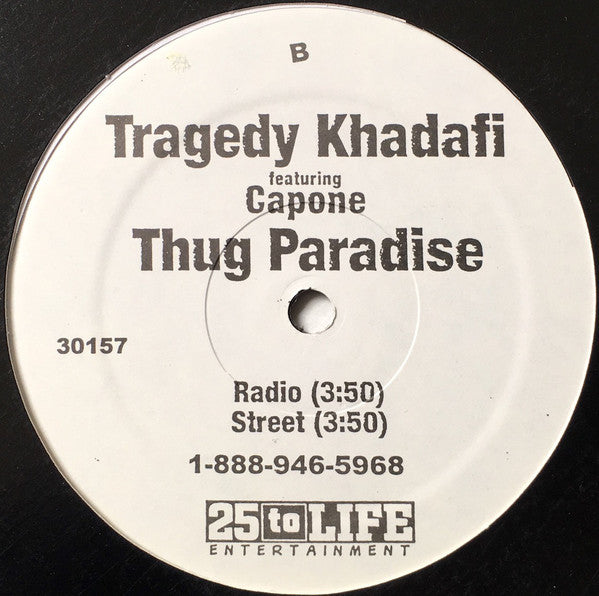 B
Tragedy Khadafi
featuring
Capone
Thug Paradise
30157
Radio (3:50)
Street (3:50)
1-888-946-5968
25 to LIFE
ENTERTAINMENT